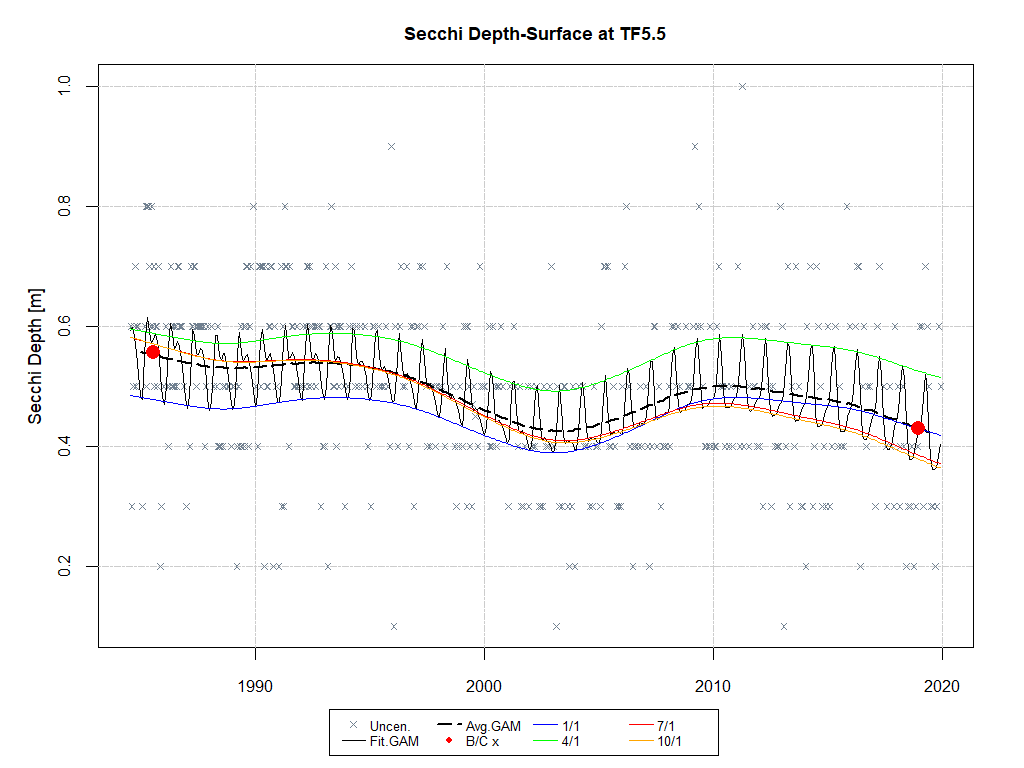 Secchi Depth-Surface at TF5.5
Secchi Depth [m]
1.0
0.8
0.6
0.4
0.2
1990 2000 2010 2020
Uncen. Avg.GAM 1/1 7/1
Fit.GAM B/C x 4/1 10/1